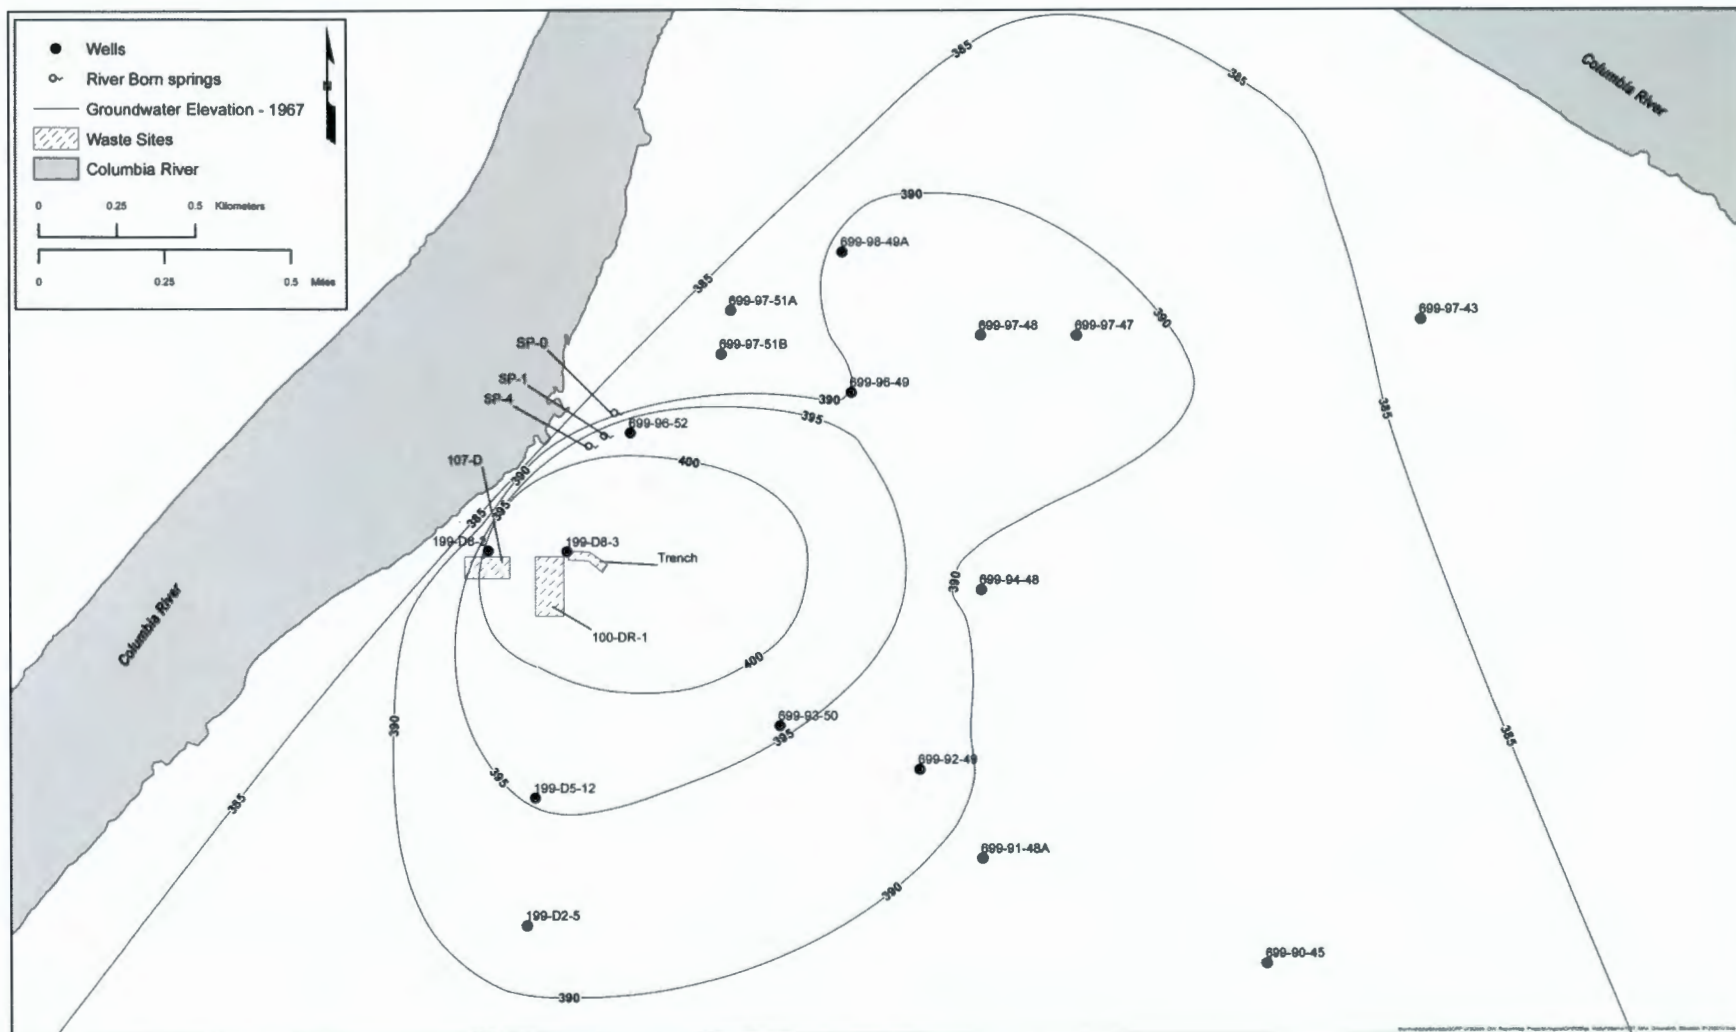 Wells
River Born springs
Groundwater Elevation - 1967
Waste Sites
Columbia River
0 0.25 0.5 Kilometers
0 0.25 0.5 Miles
Columbia River
Columbia River
385
385
390
699-98-49A
385
699-97-51A
699-97-51B
699-97-48
699-97-47
390
699-97-43
SP-0
SP-1
SP-4
699-96-49
390
395
385
699-96-52
107-D
400
390
395
385
199-D8-2
199-D8-3
Trench
390
699-94-48
100-DR-1
400
390
699-93-50
395
385
395
199-D5-12
699-92-49
385
699-91-48A
390
199-D2-5
699-90-45
390